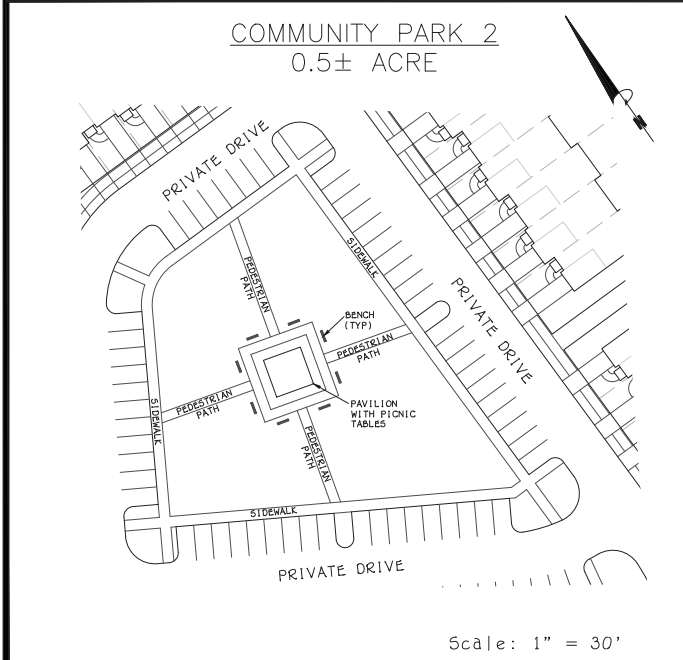 COMMUNITY PARK 2
0.5± ACRE
N
PRIVATE DRIVE
SIDEWALK
PEDESTRIAN
PATH
PRIVATE DRIVE
BENCH
(TYP)
PEDESTRIAN
PATH
PEDESTRIAN
PATH
SIDEWALK
PAVILION
WITH PICNIC
TABLES
PEDESTRIAN
PATH
SIDEWALK
PRIVATE DRIVE
Scale: 1" = 30'